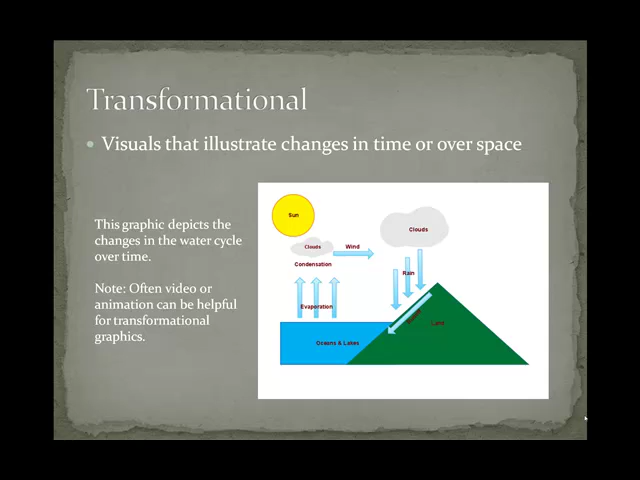 Transformational
Visuals that illustrate changes in time or over space
This graphic depicts the
changes in the water cycle
over time.
Note: Often video or
animation can be helpful
for transformational
graphics.
Sun
Clouds
Clouds
Wind
Condensation
Rain
Evaporation
Land
Oceans & Lakes